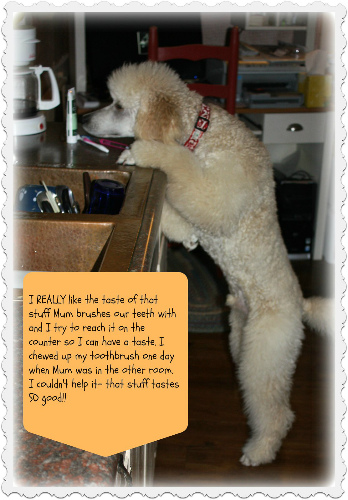 I REALLY like the taste of that
stuff Mum brushes our teeth with
and I try to reach it on the
counter so I can have a taste. I
chewed up my toothbrush one day
when Mum was in the other room.
I couldn't help it- that stuff tastes
SO good!!